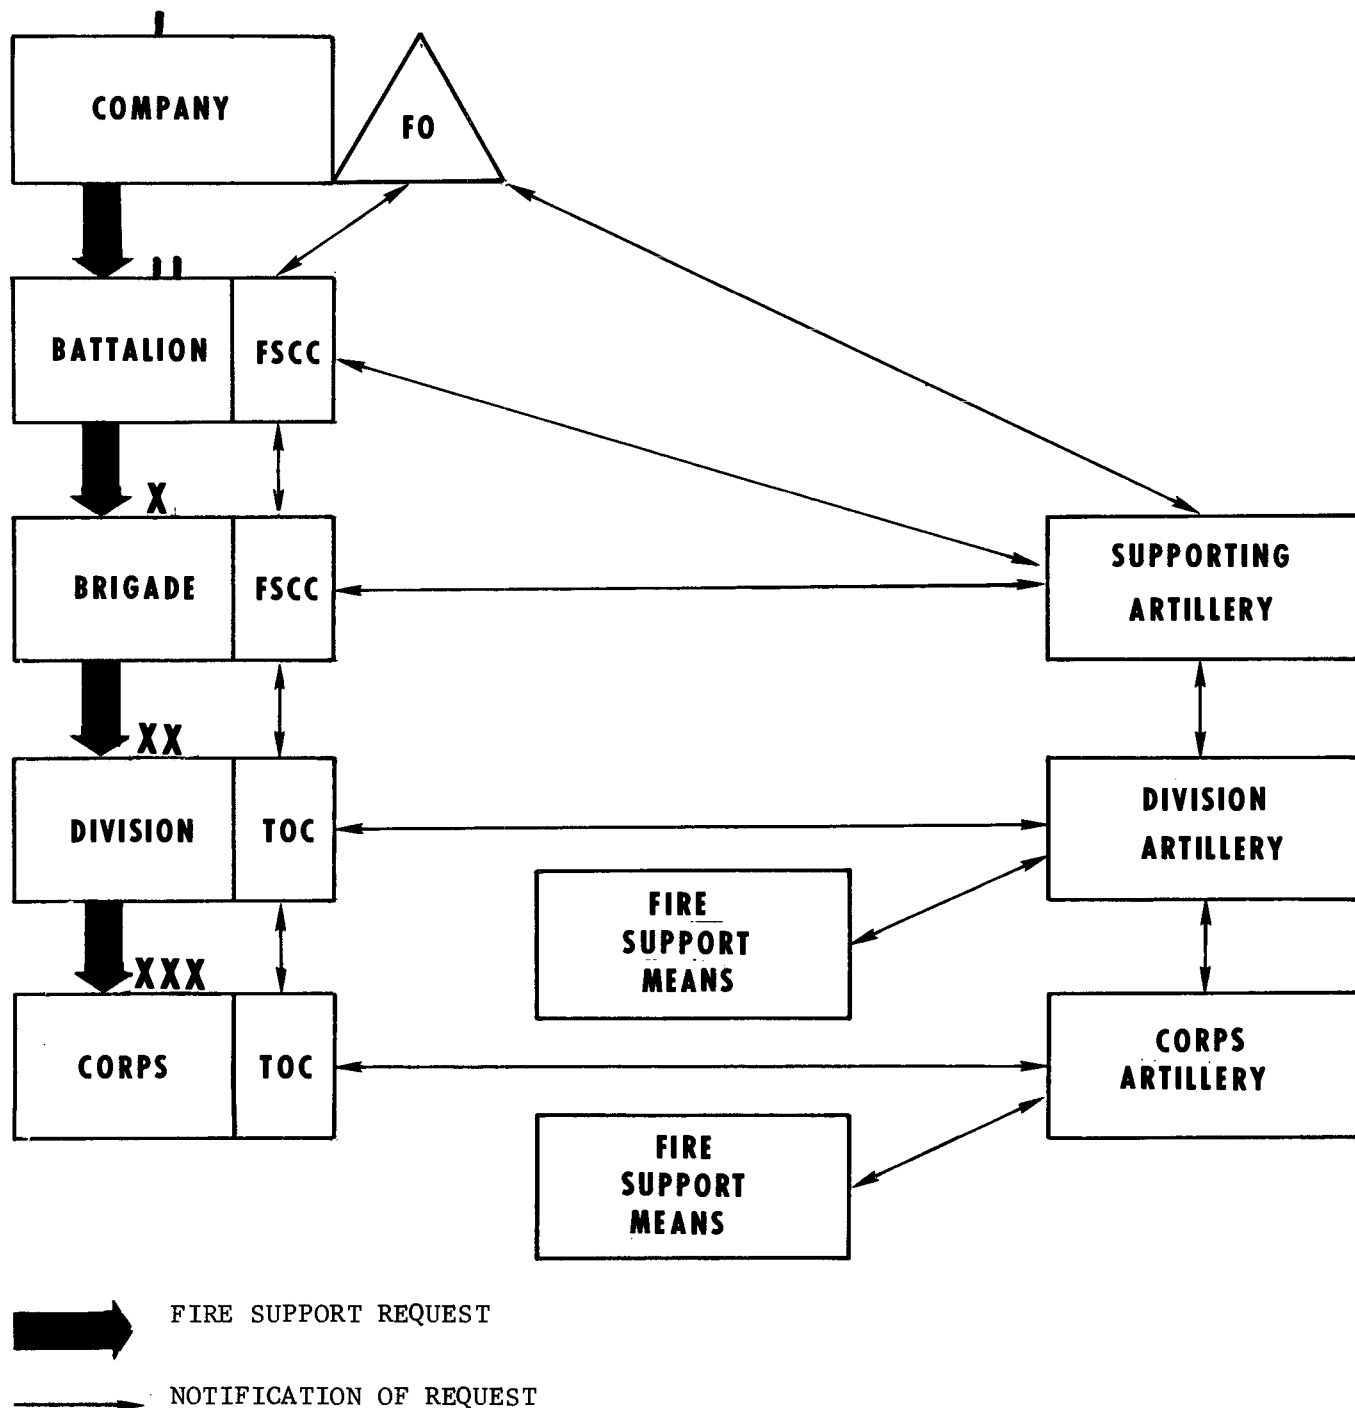 I
COMPANY
FO
II
BATTALION
FSCC
X
BRIGADE
FSCC
SUPPORTING
ARTILLERY
XX
DIVISION
TOC
DIVISION
ARTILLERY
FIRE
SUPPORT
MEANS
XXX
CORPS
TOC
CORPS
ARTILLERY
FIRE
SUPPORT
MEANS
FIRE SUPPORT REQUEST
NOTIFICATION OF REQUEST